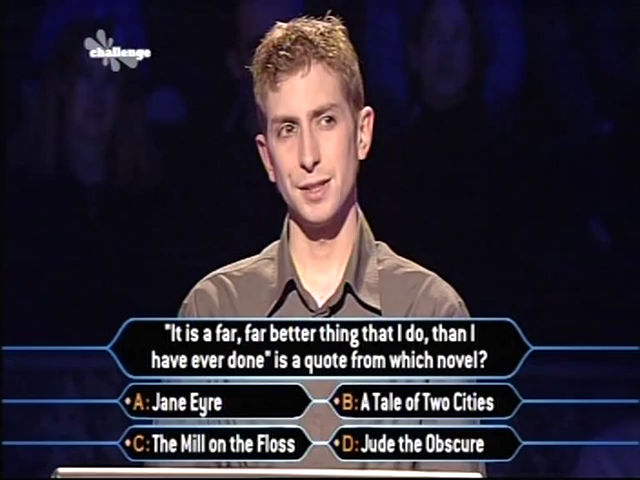 challenge
"It is a far, far better thing that I do, than I
have ever done" is a quote from which novel?
A: Jane Eyre
B: A Tale of Two Cities
C: The Mill on the Floss
D: Jude the Obscure